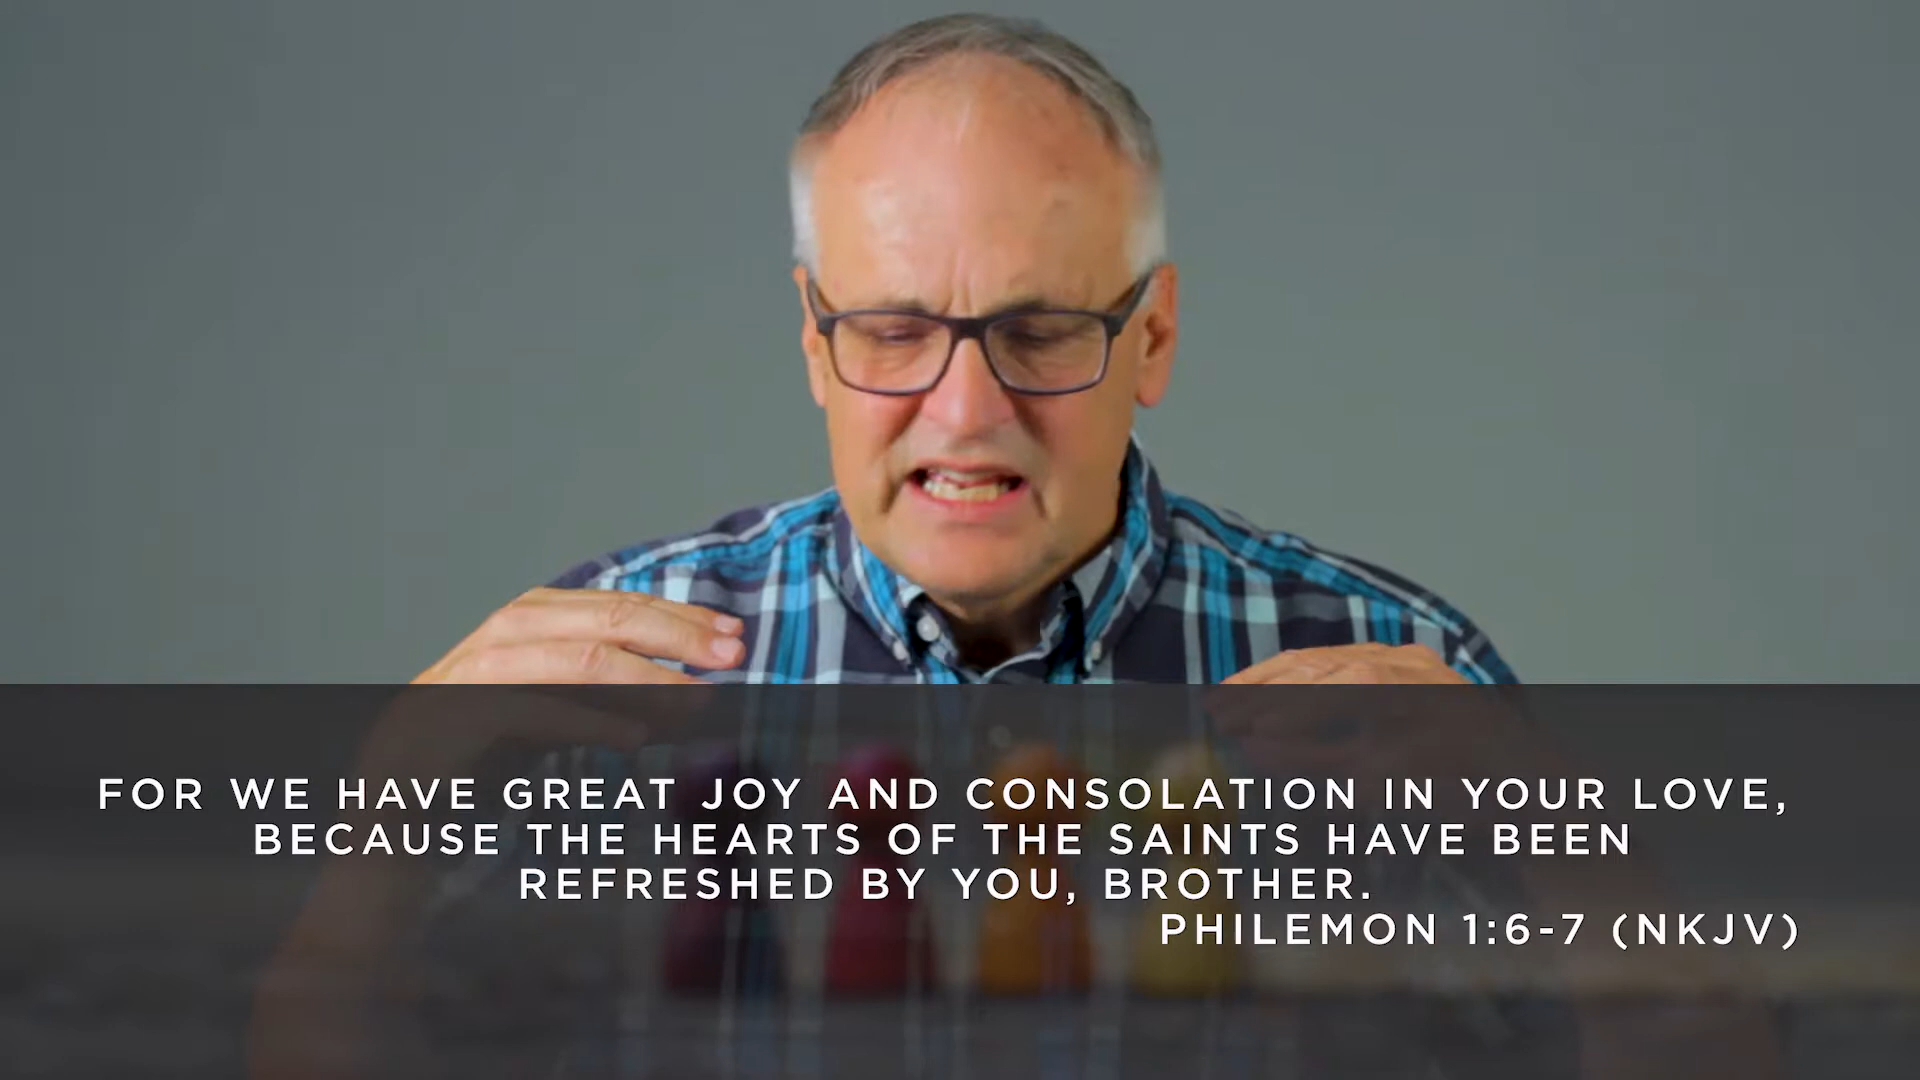 FOR WE HAVE GREAT JOY AND CONSOLATION IN YOUR LOVE,
BECAUSE THE HEARTS OF THE SAINTS HAVE BEEN
REFRESHED BY YOU, BROTHER.
PHILEMON 1:6-7 (NKJV)